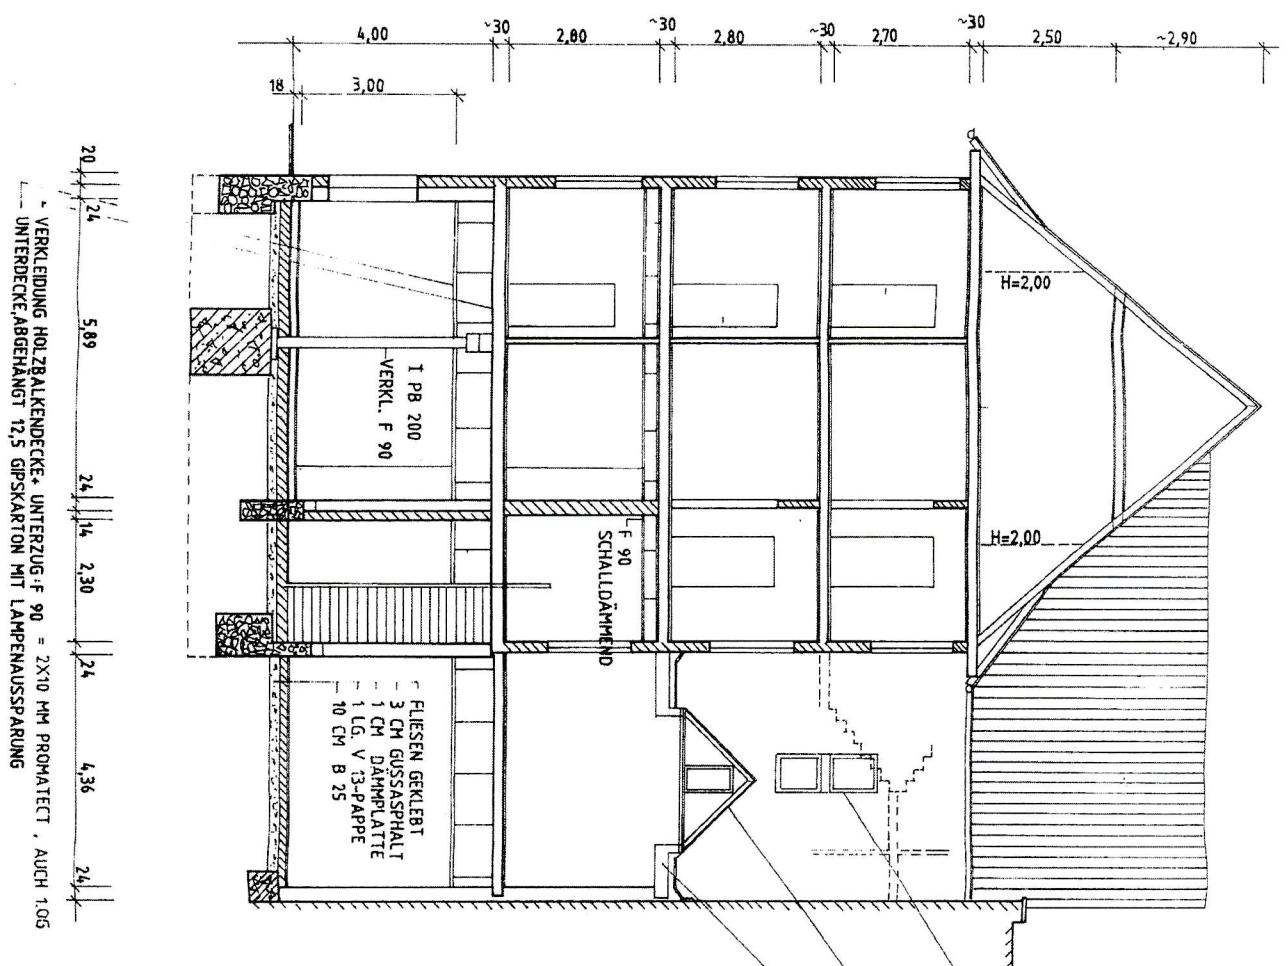 4,00
~30
2,80
~30
2,80
~30
2,70
~30
2,50
~2,90
18
3,00
20
24
5,89
24
14
2,30
24
4,36
24
H=2,00
H=2,00
I PB 200
VERKL. F 90
F 90
SCHALLDÄMMEND
FLIESEN GEKLEBT
3 CM GUSSASPHALT
1 CM DÄMMPLATTE
1 LG. V 13-PAPPE
10 CM B 25
VERKLEIDUNG HOLZBALKENDECKE+ UNTERZUG:F 90 = 2X10 MM PROMATECT , AUCH 1.OG
UNTERDECKE,ABGEHÄNGT 12,5 GIPSKARTON MIT LAMPENAUSSPARUNG